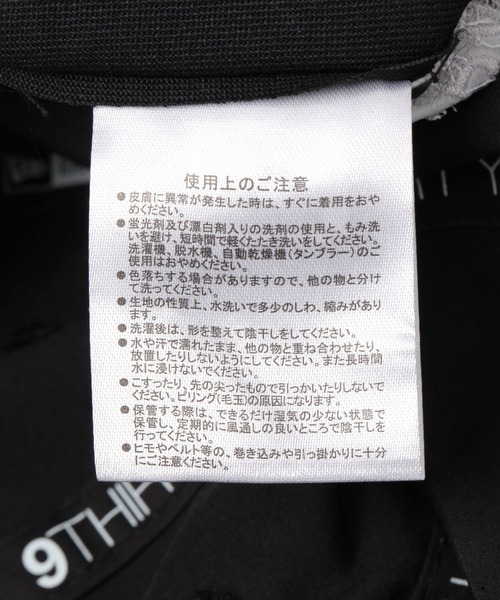 使用上のご注意
●皮膚に異常が発生した時は、すぐに着用をおや
めください。
●蛍光剤及び漂白剤入りの洗剤の使用と、もみ洗
いを避け、短時間で軽くたたき洗いをしてください。
洗濯機、脱水機、自動乾燥機(タンブラー)のご使
用はおやめください。
●色落ちする場合がありますので、他の物と分け
て洗ってください。
●生地の性質上、水洗いで多少のしわ、縮みがあり
ます。
●洗濯後は、形を整えて陰干しをしてください。
●水や汗で濡れたまま、他の物と重ね合わせたり、
放置したりしないようにしてください。また長時間
水に浸けないでください。
●こすったり、先の尖ったもので引っかいたりしないで
ください。ピリング(毛玉)の原因になります。
●保管する際は、できるだけ湿気の少ない状態で
保管し、定期的に風通しの良いところで陰干しを
行ってください。
●ヒモやベルト等の、巻き込みや引っ掛かりに十分
にご注意ください。
9THIR